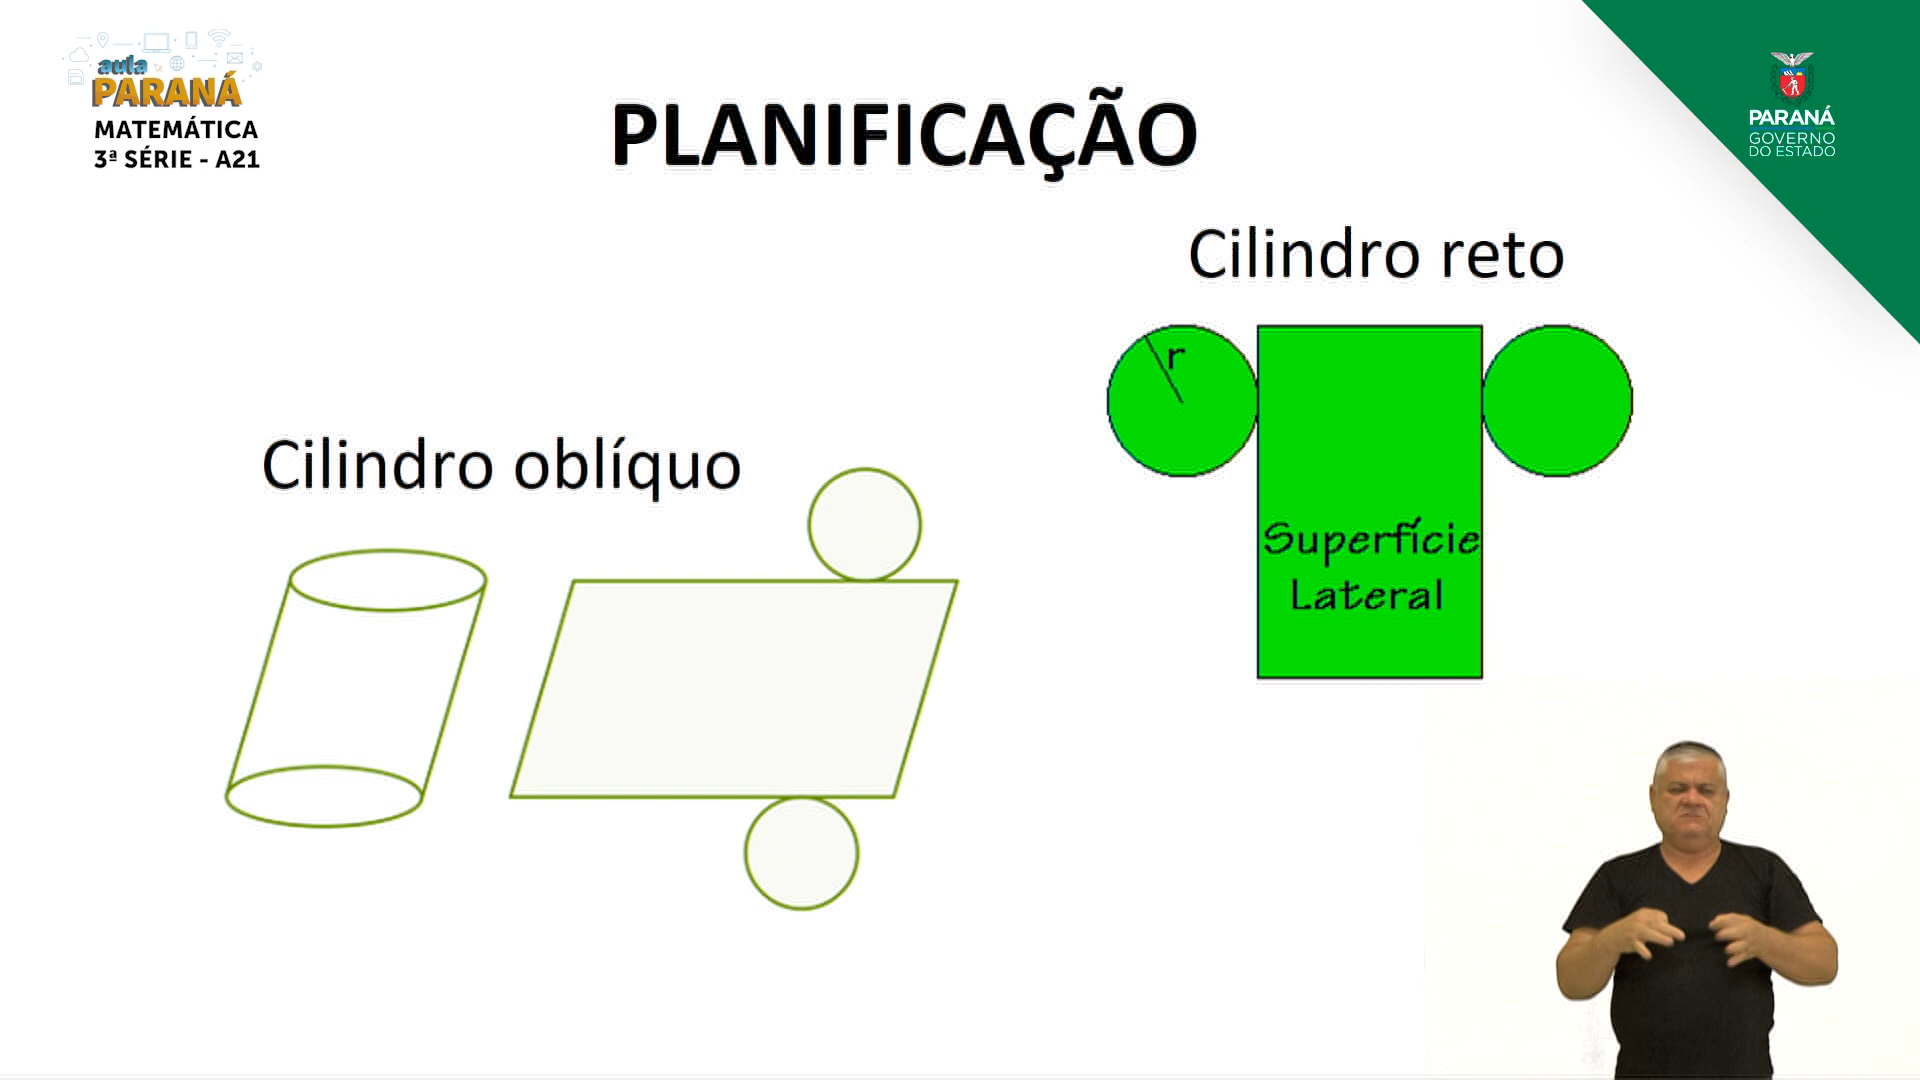 aula
PARANÁ
MATEMÁTICA
3ª SÉRIE - A21
PLANIFICAÇÃO
PARANÁ
GOVERNO
DO ESTADO
Cilindro reto
r
Superfície
Lateral
Cilindro oblíquo